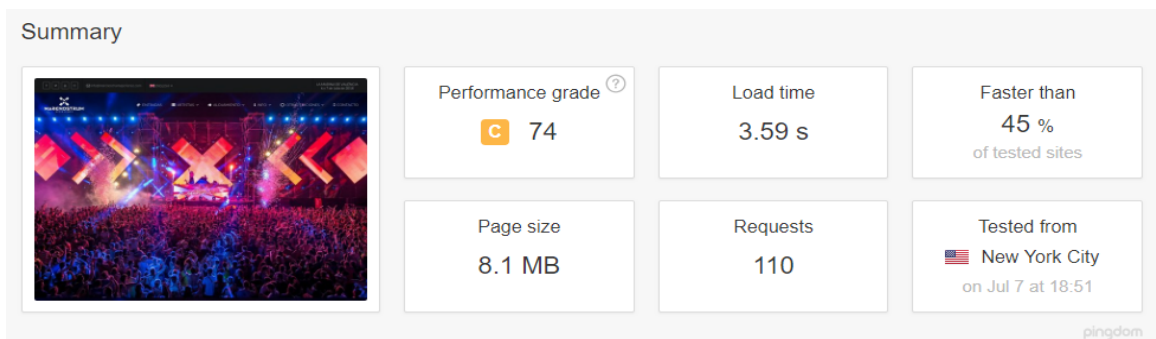 Summary
Performance grade ?
C 74
Load time
3.59 s
Faster than
45 %
of tested sites
MARENOSTRUM
Page size
8.1 MB
Requests
110
Tested from
New York City
on Jul 7 at 18:51
pingdom